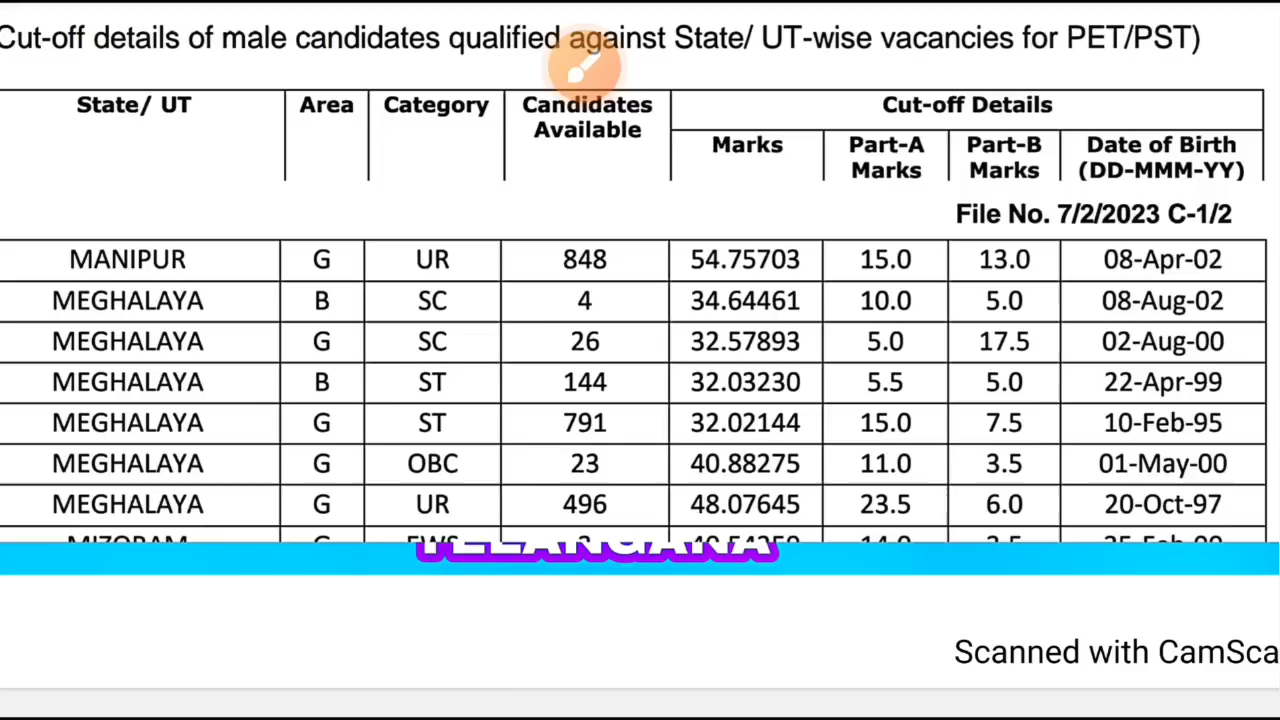 Cut-off details of male candidates qualified against State/ UT-wise vacancies for PET/PST)
State/ UT Area Category Candidates Available Cut-off Details
Marks Part-A Marks Part-B Marks Date of Birth (DD-MMM-YY)
File No. 7/2/2023 C-1/2
MANIPUR G UR 848 54.75703 15.0 13.0 08-Apr-02
MEGHALAYA B SC 4 34.64461 10.0 5.0 08-Aug-02
MEGHALAYA G SC 26 32.57893 5.0 17.5 02-Aug-00
MEGHALAYA B ST 144 32.03230 5.5 5.0 22-Apr-99
MEGHALAYA G ST 791 32.02144 15.0 7.5 10-Feb-95
MEGHALAYA G OBC 23 40.88275 11.0 3.5 01-May-00
MEGHALAYA G UR 496 48.07645 23.5 6.0 20-Oct-97
MIZORAM G EWS
TELANGANA
Scanned with CamSca